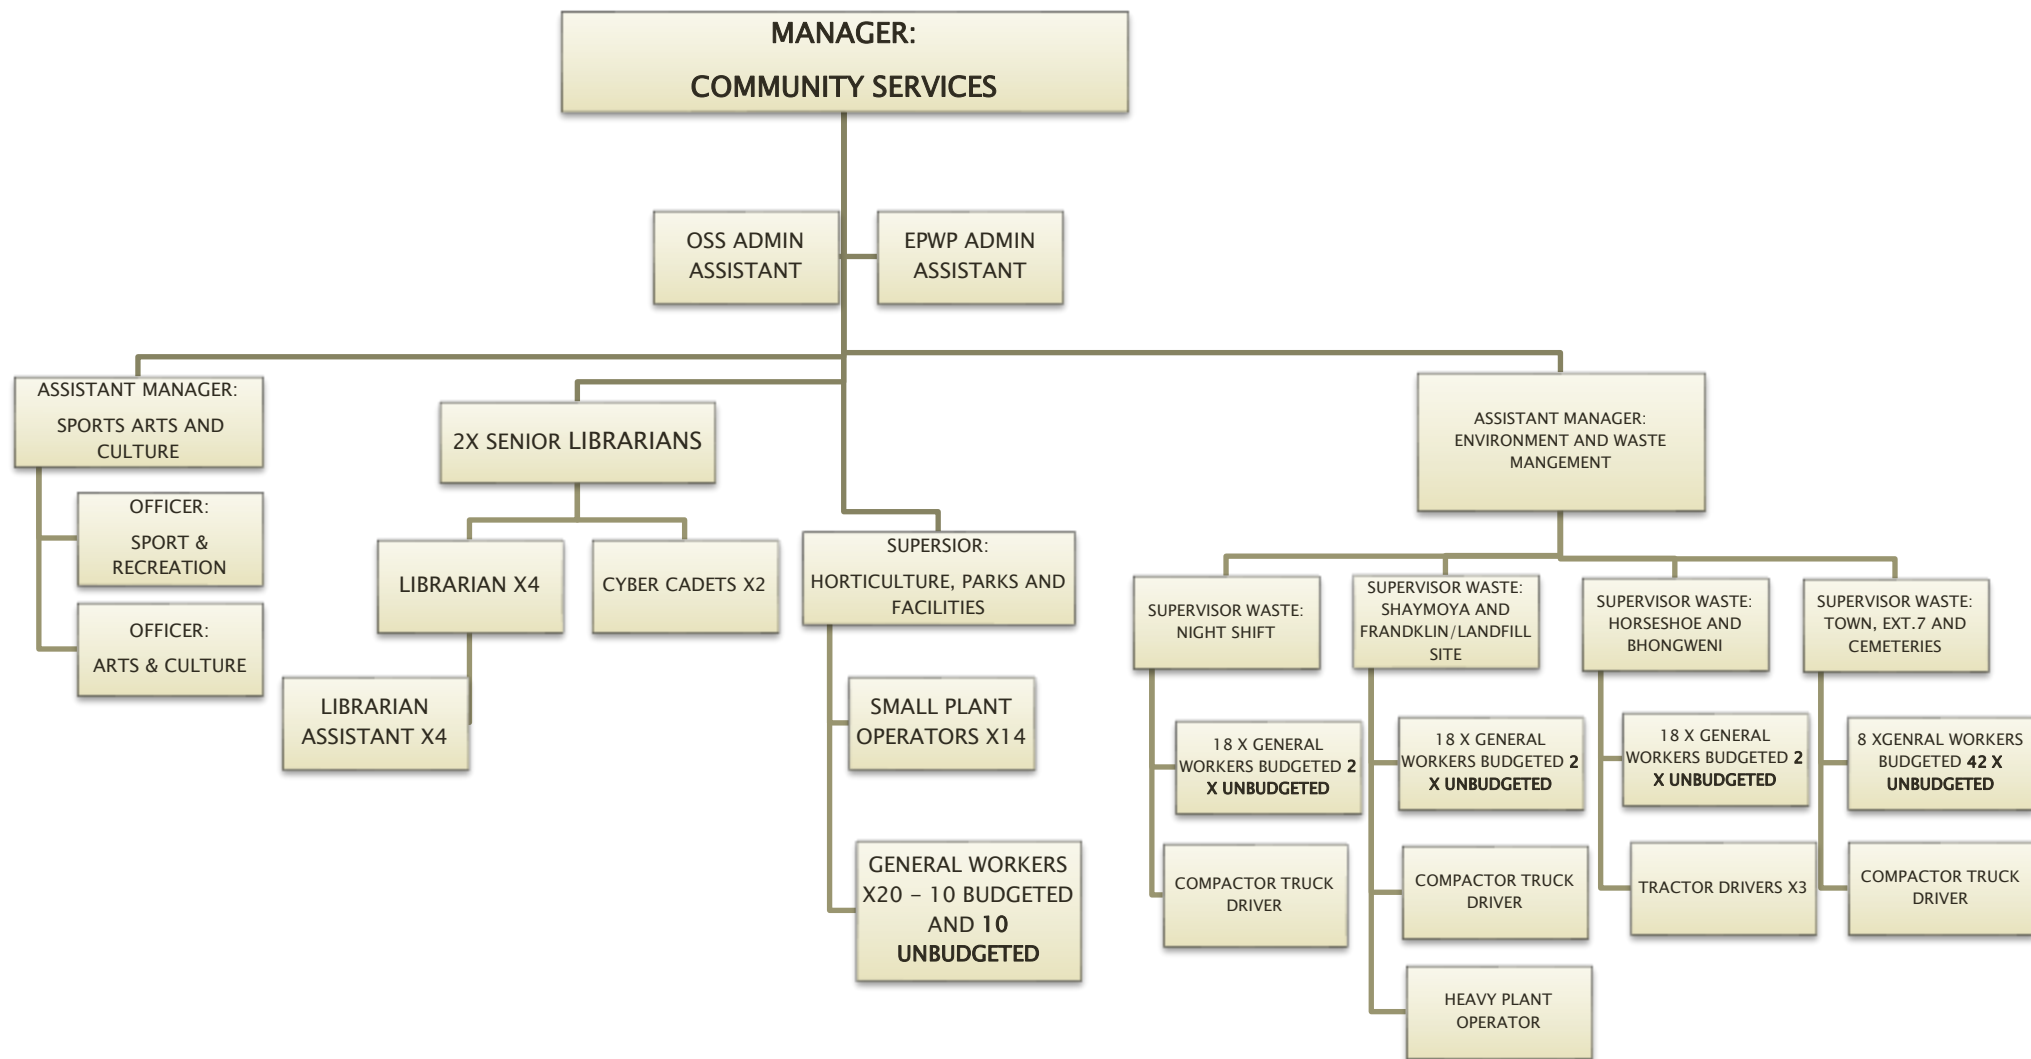 MANAGER:
COMMUNITY SERVICES
OSS ADMIN
ASSISTANT
EPWP ADMIN
ASSISTANT
ASSISTANT MANAGER:
SPORTS ARTS AND
CULTURE
OFFICER:
SPORT &
RECREATION
OFFICER:
ARTS & CULTURE
2X SENIOR LIBRARIANS
LIBRARIAN X4
CYBER CADETS X2
LIBRARIAN
ASSISTANT X4
SUPERSIOR:
HORTICULTURE, PARKS AND
FACILITIES
SMALL PLANT
OPERATORS X14
GENERAL WORKERS
X20 – 10 BUDGETED
AND 10
UNBUDGETED
ASSISTANT MANAGER:
ENVIRONMENT AND WASTE
MANGEMENT
SUPERVISOR WASTE:
NIGHT SHIFT
18 X GENERAL
WORKERS BUDGETED 2
X UNBUDGETED
COMPACTOR TRUCK
DRIVER
SUPERVISOR WASTE:
SHAYMOYA AND
FRANDKLIN/LANDFILL
SITE
18 X GENERAL
WORKERS BUDGETED 2
X UNBUDGETED
COMPACTOR TRUCK
DRIVER
HEAVY PLANT
OPERATOR
SUPERVISOR WASTE:
HORSESHOE AND
BHONGWENI
18 X GENERAL
WORKERS BUDGETED 2
X UNBUDGETED
TRACTOR DRIVERS X3
SUPERVISOR WASTE:
TOWN, EXT.7 AND
CEMETERIES
8 XGENRAL WORKERS
BUDGETED 42 X
UNBUDGETED
COMPACTOR TRUCK
DRIVER